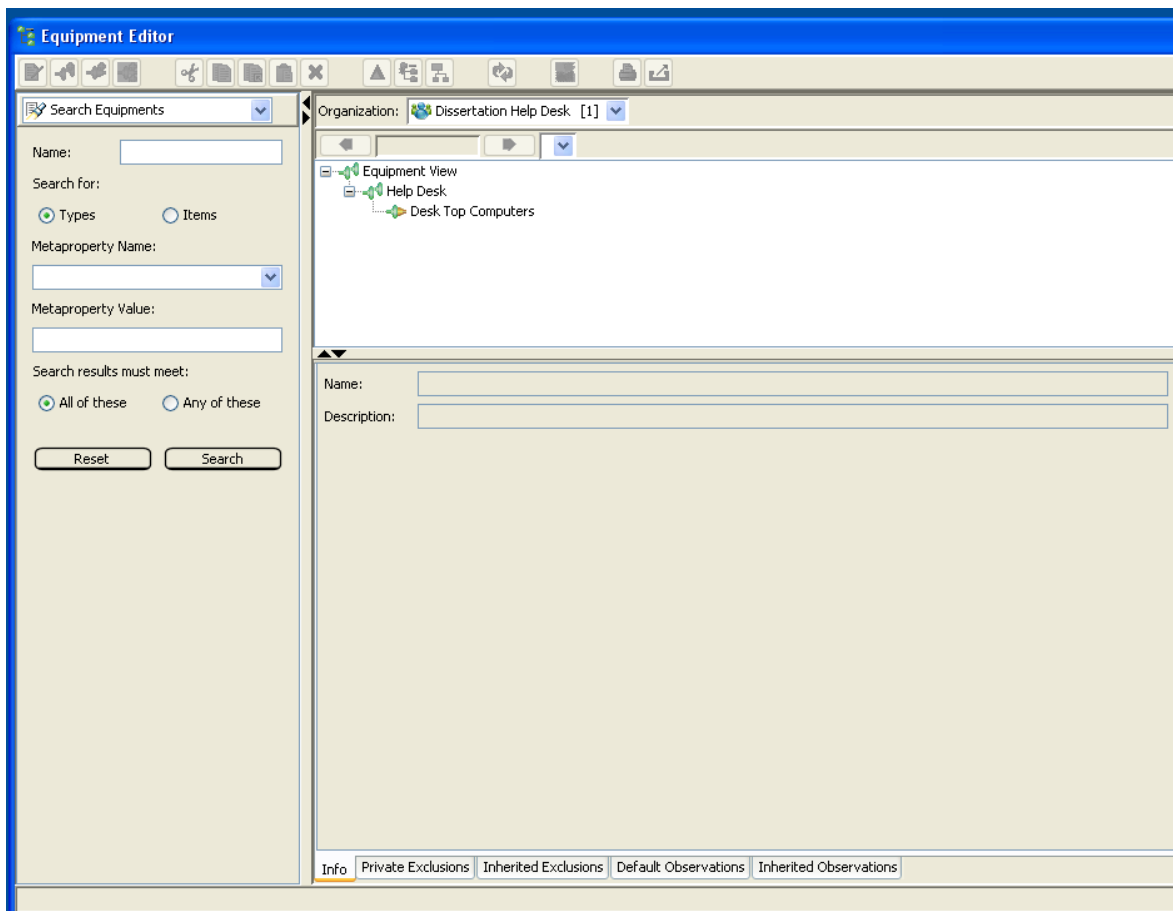 Equipment Editor
Search Equipments
Name:
Search for:
Types Items
Metaproperty Name:
Metaproperty Value:
Search results must meet:
All of these Any of these
Reset Search
Organization: Dissertation Help Desk [1]
Equipment View
Help Desk
Desk Top Computers
Name:
Description:
Info Private Exclusions Inherited Exclusions Default Observations Inherited Observations